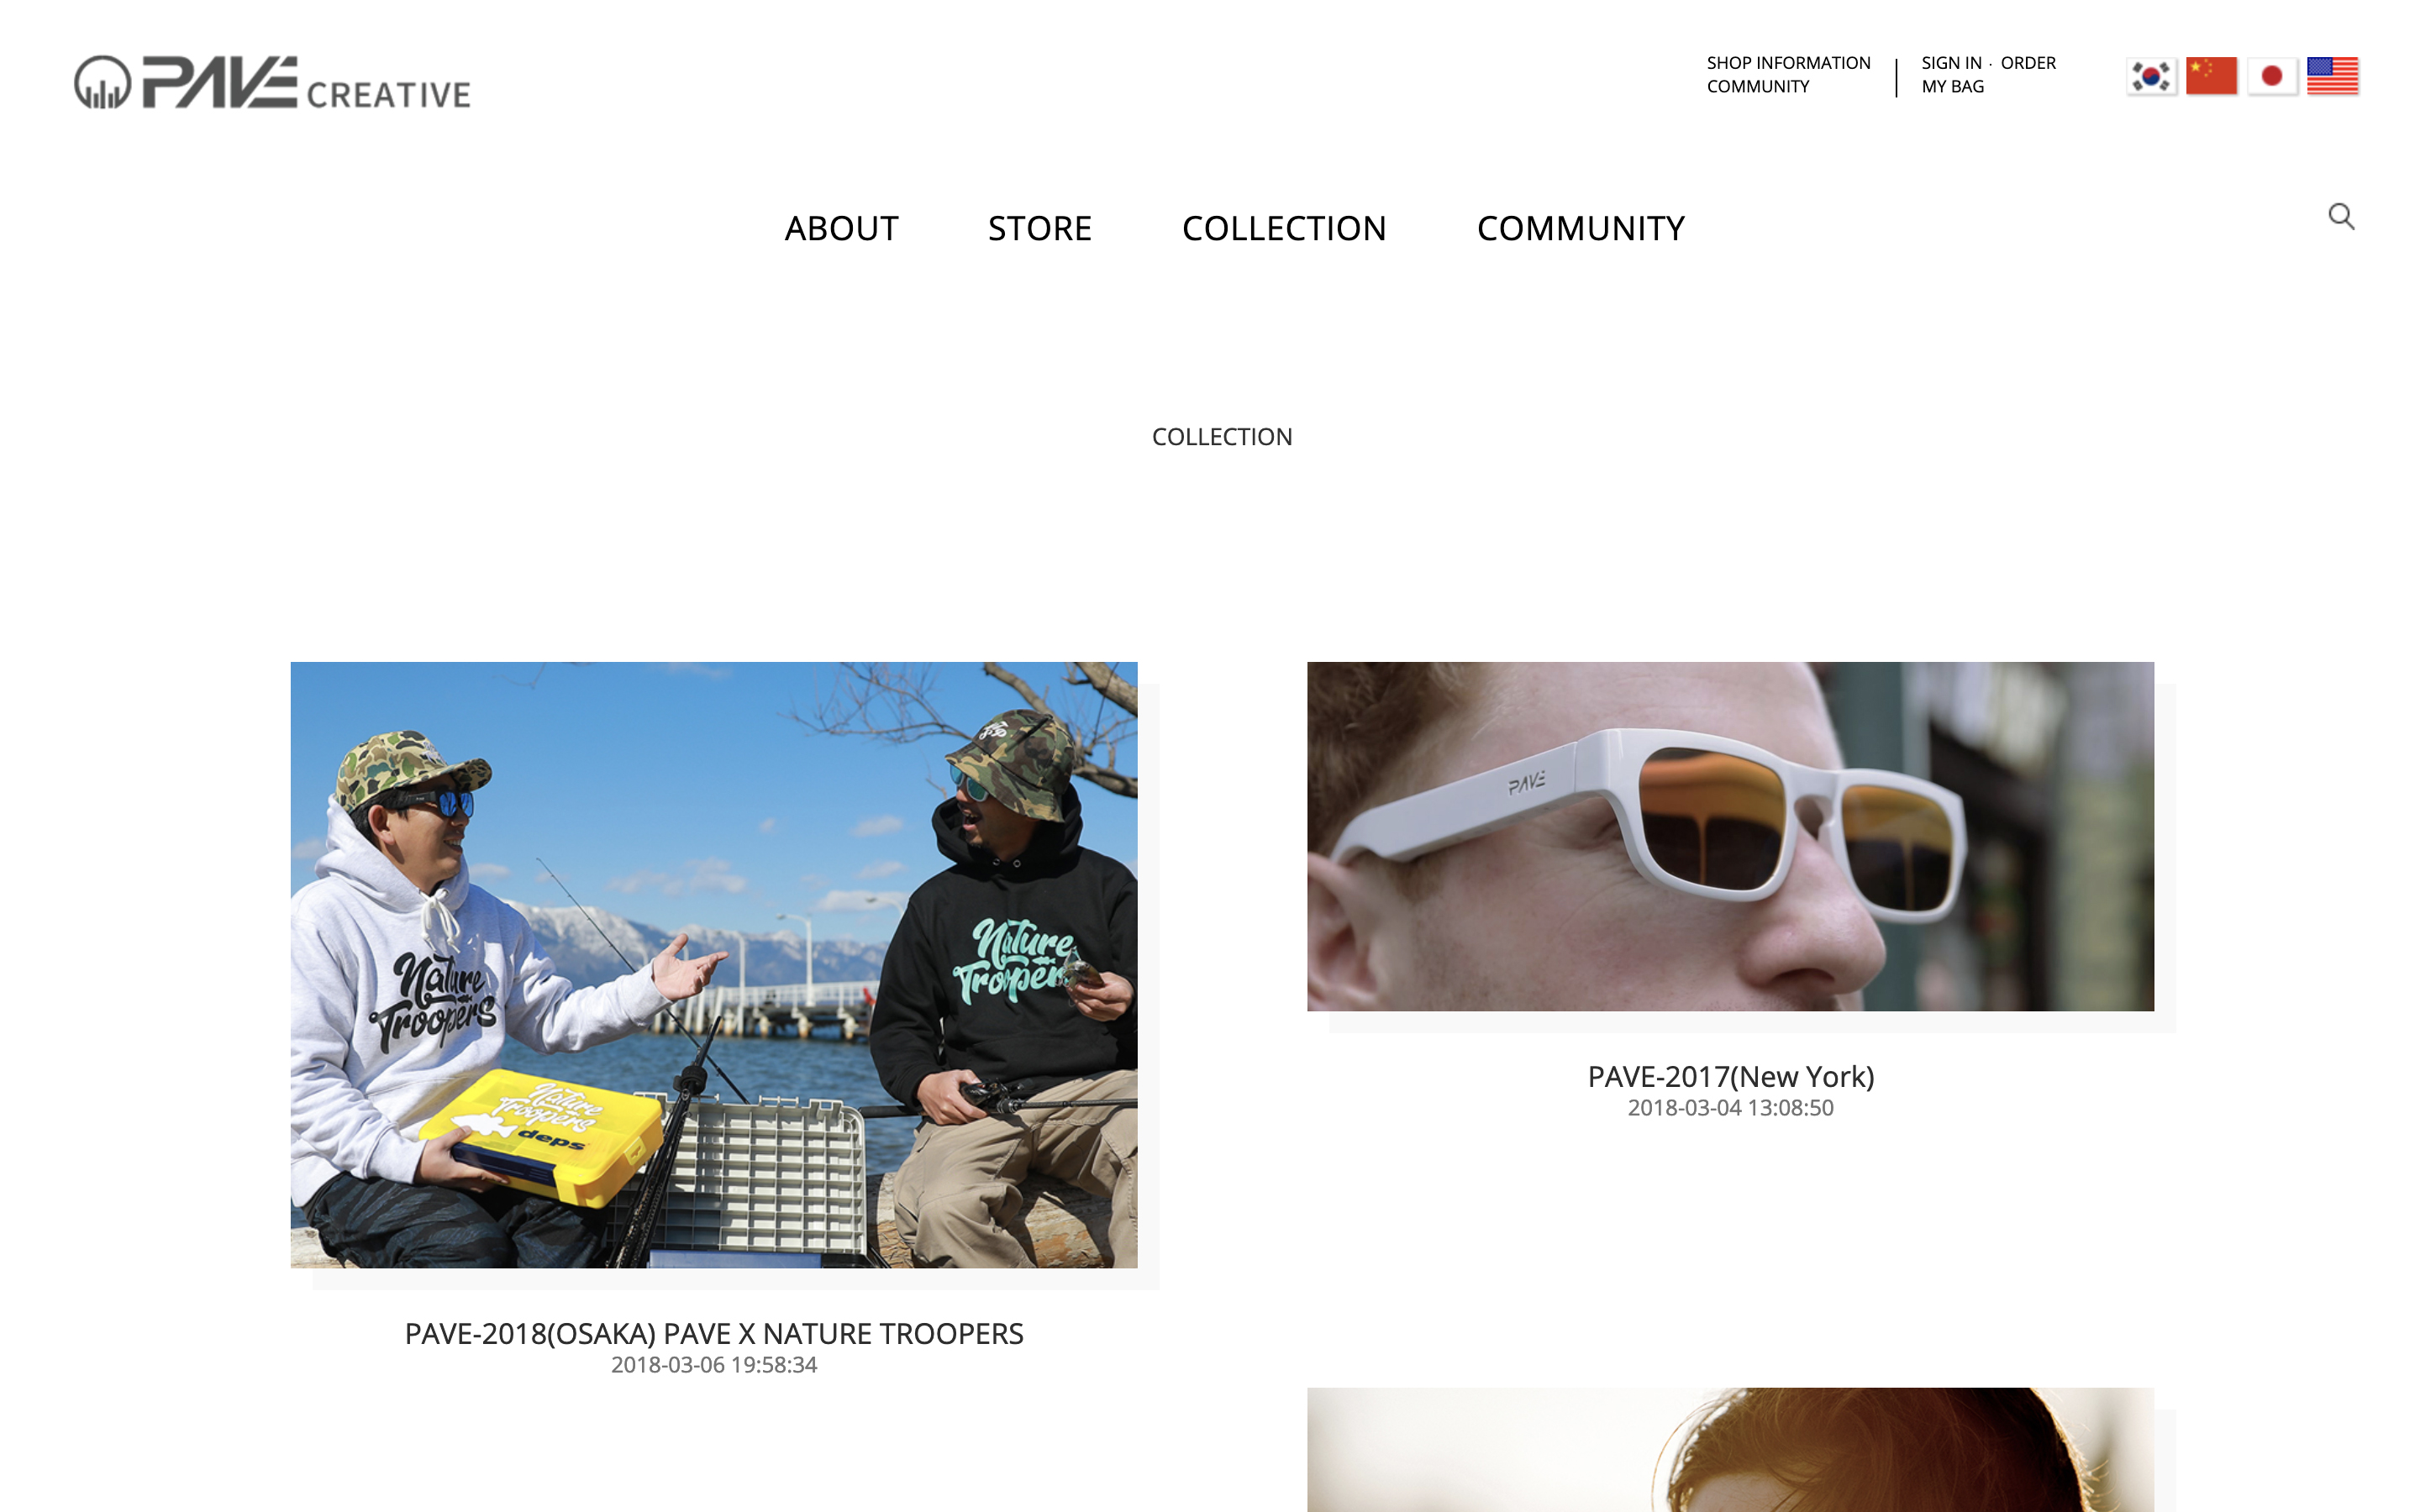 PAVE CREATIVE
SHOP INFORMATION
COMMUNITY
SIGN IN · ORDER
MY BAG
ABOUT STORE COLLECTION COMMUNITY
COLLECTION
Nature
Troopers
Nature
Troopers
Nature
Troopers
deps
PAVE
PAVE-2018(OSAKA) PAVE X NATURE TROOPERS
2018-03-06 19:58:34
PAVE-2017(New York)
2018-03-04 13:08:50